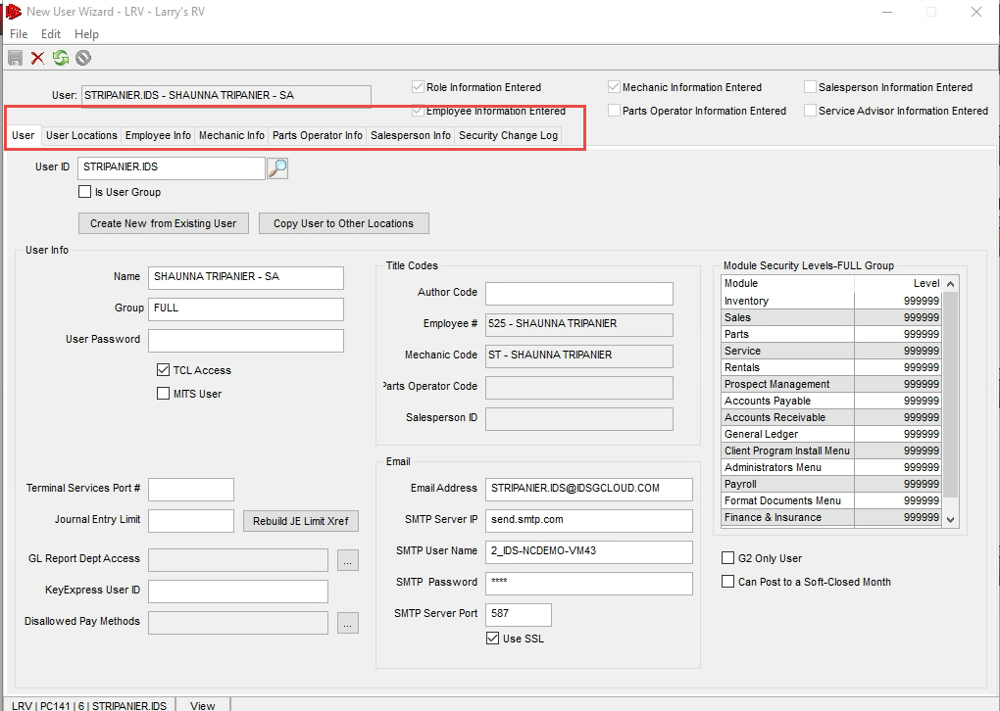 New User Wizard - LRV - Larry's RV
File Edit Help
User: STRIPANIER.IDS - SHAUNNA TRIPANIER - SA
Role Information Entered
Mechanic Information Entered
Salesperson Information Entered
Employee Information Entered
Parts Operator Information Entered
Service Advisor Information Entered
User User Locations Employee Info Mechanic Info Parts Operator Info Salesperson Info Security Change Log
User ID STRIPANIER.IDS
Is User Group
Create New from Existing User Copy User to Other Locations
User Info
Name SHAUNNA TRIPANIER - SA
Group FULL
User Password
TCL Access
MITS User
Terminal Services Port #
Journal Entry Limit Rebuild JE Limit Xref
GL Report Dept Access ...
KeyExpress User ID
Disallowed Pay Methods ...
Title Codes
Author Code
Employee # 525 - SHAUNNA TRIPANIER
Mechanic Code ST - SHAUNNA TRIPANIER
Parts Operator Code
Salesperson ID
Email
Email Address STRIPANIER.IDS@IDSGCLOUD.COM
SMTP Server IP send.smtp.com
SMTP User Name 2_IDS-NCDEMO-VM43
SMTP Password ****
SMTP Server Port 587
Use SSL
Module Security Levels-FULL Group
Module Level
Inventory 999999
Sales 999999
Parts 999999
Service 999999
Rentals 999999
Prospect Management 999999
Accounts Payable 999999
Accounts Receivable 999999
General Ledger 999999
Client Program Install Menu 999999
Administrators Menu 999999
Payroll 999999
Format Documents Menu 999999
Finance & Insurance 999999
G2 Only User
Can Post to a Soft-Closed Month
LRV | PC141 | 6 | STRIPANIER.IDS View